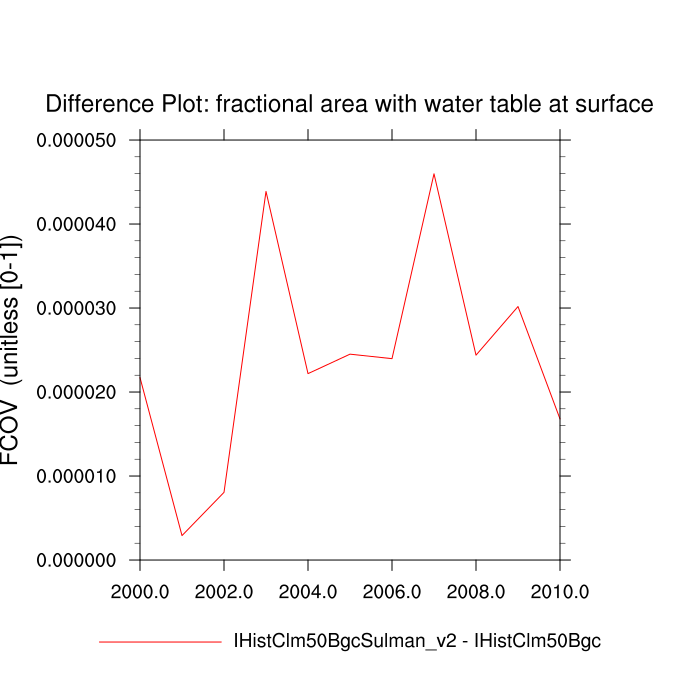 Difference Plot: fractional area with water table at surface
0.000050
0.000040
0.000030
0.000020
0.000010
0.000000
FCOV (unitless [0-1])
2000.0 2002.0 2004.0 2006.0 2008.0 2010.0
IHistClm50BgcSulman_v2 - IHistClm50Bgc